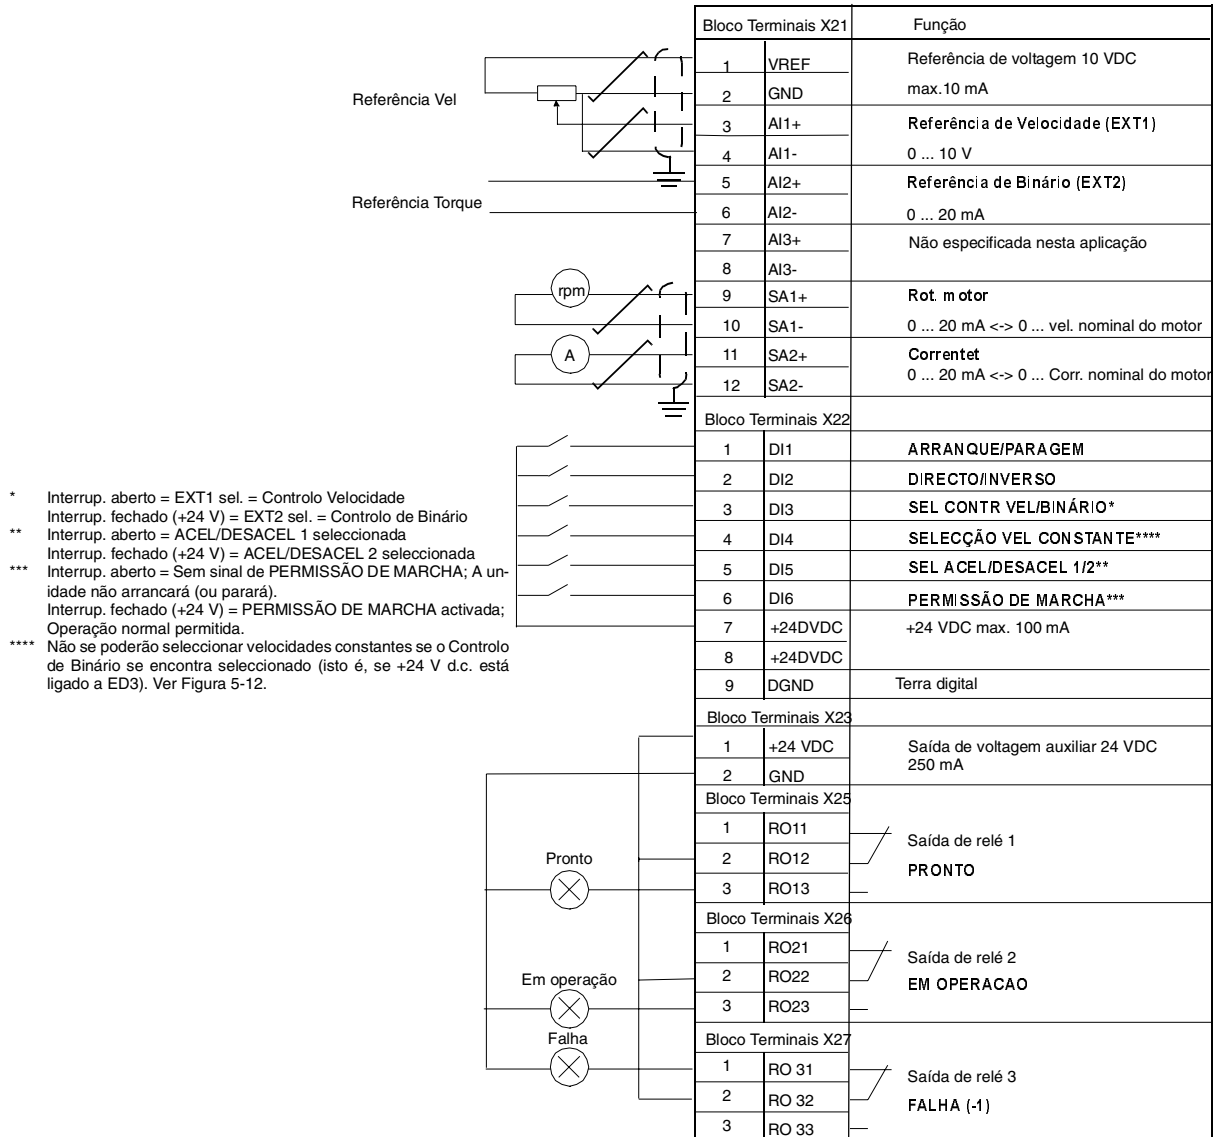 Bloco Terminais X21 Função
1 VREF Referência de voltagem 10 VDC
2 GND max.10 mA
Referência Vel
3 AI1+ Referência de Velocidade (EXT1)
4 AI1- 0 ... 10 V
5 AI2+ Referência de Binário (EXT2)
Referência Torque
6 AI2- 0 ... 20 mA
7 AI3+ Não especificada nesta aplicação
8 AI3-
rpm
9 SA1+ Rot. motor
10 SA1- 0 ... 20 mA <-> 0 ... vel. nominal do motor
A
11 SA2+ Correntet
12 SA2- 0 ... 20 mA <-> 0 ... Corr. nominal do motor
Bloco Terminais X22
1 DI1 ARRANQUE/PARAGEM
2 DI2 DIRECTO/INVERSO
3 DI3 SEL CONTR VEL/BINÁRIO*
4 DI4 SELECÇÃO VEL CONSTANTE****
5 DI5 SEL ACEL/DESACEL 1/2**
6 DI6 PERMISSÃO DE MARCHA***
7 +24DVDC +24 VDC max. 100 mA
8 +24DVDC
9 DGND Terra digital
* Interrup. aberto = EXT1 sel. = Controlo Velocidade
Interrup. fechado (+24 V) = EXT2 sel. = Controlo de Binário
** Interrup. aberto = ACEL/DESACEL 1 seleccionada
Interrup. fechado (+24 V) = ACEL/DESACEL 2 seleccionada
*** Interrup. aberto = Sem sinal de PERMISSÃO DE MARCHA; A un-
idade não arrancará (ou parará).
Interrup. fechado (+24 V) = PERMISSÃO DE MARCHA activada;
Operação normal permitida.
**** Não se poderão seleccionar velocidades constantes se o Controlo
de Binário se encontra seleccionado (isto é, se +24 V d.c. está
ligado a ED3). Ver Figura 5-12.
Bloco Terminais X23
1 +24 VDC Saída de voltagem auxiliar 24 VDC
2 GND 250 mA
Bloco Terminais X25
1 RO11 Saída de relé 1
2 RO12 PRONTO
3 RO13
Pronto
Bloco Terminais X26
1 RO21 Saída de relé 2
2 RO22 EM OPERACAO
3 RO23
Em operação
Falha
Bloco Terminais X27
1 RO 31 Saída de relé 3
2 RO 32 FALHA (-1)
3 RO 33